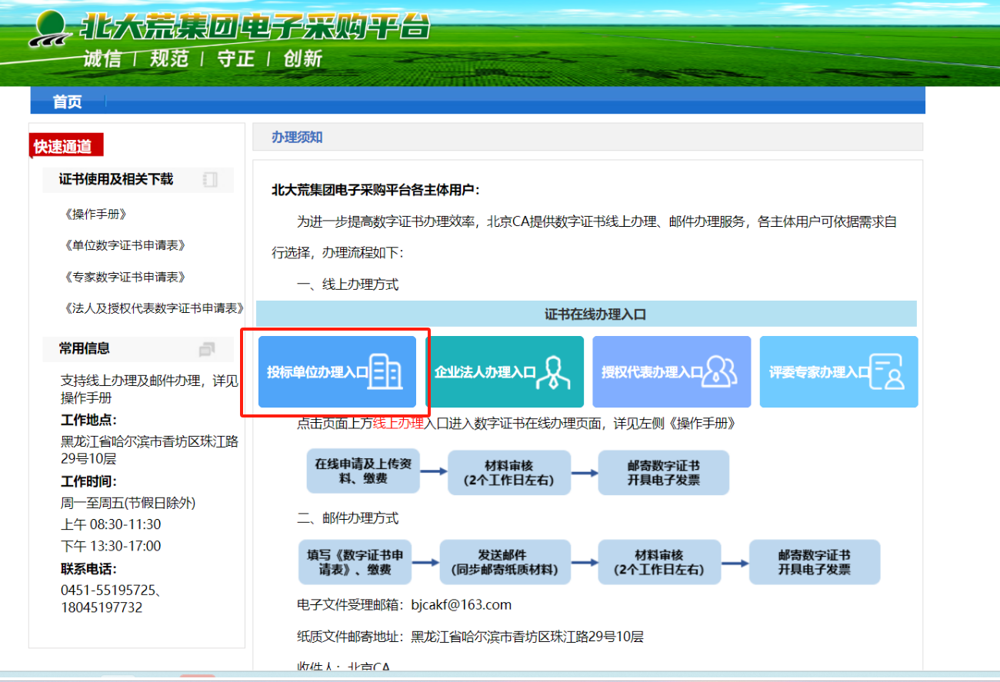 北大荒集团电子采购平台
诚信 | 规范 | 守正 | 创新
首页
快速通道
证书使用及相关下载
《操作手册》
《单位数字证书申请表》
《专家数字证书申请表》
《法人及授权代表数字证书申请表》
常用信息
支持线上办理及邮件办理，详见
操作手册
工作地点：
黑龙江省哈尔滨市香坊区珠江路
29号10层
工作时间：
周一至周五(节假日除外)
上午 08:30-11:30
下午 13:30-17:00
联系电话：
0451-55195725、
18045197732
办理须知
北大荒集团电子采购平台各主体用户：
为进一步提高数字证书办理效率，北京CA提供数字证书线上办理、邮件办理服务，各主体用户可依据需求自
行选择，办理流程如下：
一、线上办理方式
证书在线办理入口
投标单位办理入口
企业法人办理入口
授权代表办理入口
评委专家办理入口
点击页面上方线上办理入口进入数字证书在线办理页面，详见左侧《操作手册》
在线申请及上传资
料、缴费
材料审核
(2个工作日左右)
邮寄数字证书
开具电子发票
二、邮件办理方式
填写《数字证书申
请表》、缴费
发送邮件
(同步邮寄纸质材料)
材料审核
(2个工作日左右)
邮寄数字证书
开具电子发票
电子文件受理邮箱：bjcakf@163.com
纸质文件邮寄地址：黑龙江省哈尔滨市香坊区珠江路29号10层
收件人：北京CA